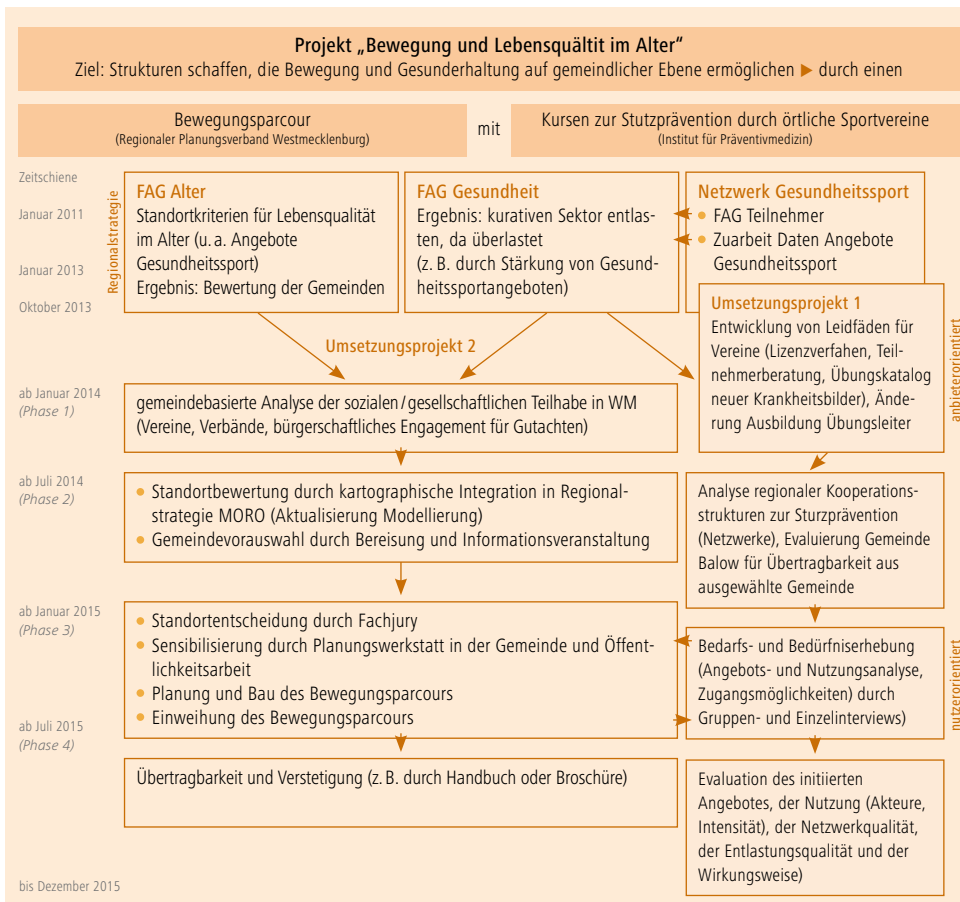 Projekt „Bewegung und Lebensquältit im Alter“
Ziel: Strukturen schaffen, die Bewegung und Gesunderhaltung auf gemeindlicher Ebene ermöglichen ► durch einen
Bewegungsparcour
(Regionaler Planungsverband Westmecklenburg)
mit
Kursen zur Stutzprävention durch örtliche Sportvereine
(Institut für Präventivmedizin)
Zeitschiene
Januar 2011
Januar 2013
Oktober 2013
Regionalstrategie
FAG Alter
Standortkriterien für Lebensqualität
im Alter (u. a. Angebote
Gesundheitssport)
Ergebnis: Bewertung der Gemeinden
FAG Gesundheit
Ergebnis: kurativen Sektor entlas-
ten, da überlastet
(z. B. durch Stärkung von Gesund-
heitssportangeboten)
Netzwerk Gesundheitssport
• FAG Teilnehmer
• Zuarbeit Daten Angebote
Gesundheitssport
Umsetzungsprojekt 1
Entwicklung von Leidfäden für
Vereine (Lizenzverfahen, Teil-
nehmerberatung, Übungskatalog
neuer Krankheitsbilder), Ände-
rung Ausbildung Übungsleiter
anbieterorientiert
Umsetzungsprojekt 2
ab Januar 2014
(Phase 1)
gemeindebasierte Analyse der sozialen / gesellschaftlichen Teilhabe in WM
(Vereine, Verbände, bürgerschaftliches Engagement für Gutachten)
ab Juli 2014
(Phase 2)
• Standortbewertung durch kartographische Integration in Regional-
strategie MORO (Aktualisierung Modellierung)
• Gemeindevorauswahl durch Bereisung und Informationsveranstaltung
Analyse regionaler Kooperations-
strukturen zur Sturzprävention
(Netzwerke), Evaluierung Gemeinde
Balow für Übertragbarkeit aus
ausgewählte Gemeinde
ab Januar 2015
(Phase 3)
• Standortentscheidung durch Fachjury
• Sensibilisierung durch Planungswerkstatt in der Gemeinde und Öffent-
lichkeitsarbeit
• Planung und Bau des Bewegungsparcours
• Einweihung des Bewegungsparcours
Bedarfs- und Bedürfniserhebung
(Angebots- und Nutzungsanalyse,
Zugangsmöglichkeiten) durch
Gruppen- und Einzelinterviews)
nutzerorientiert
ab Juli 2015
(Phase 4)
Übertragbarkeit und Verstetigung (z. B. durch Handbuch oder Broschüre)
Evaluation des initiierten
Angebotes, der Nutzung (Akteure,
Intensität), der Netzwerkqualität,
der Entlastungsqualität und der
Wirkungsweise)
bis Dezember 2015